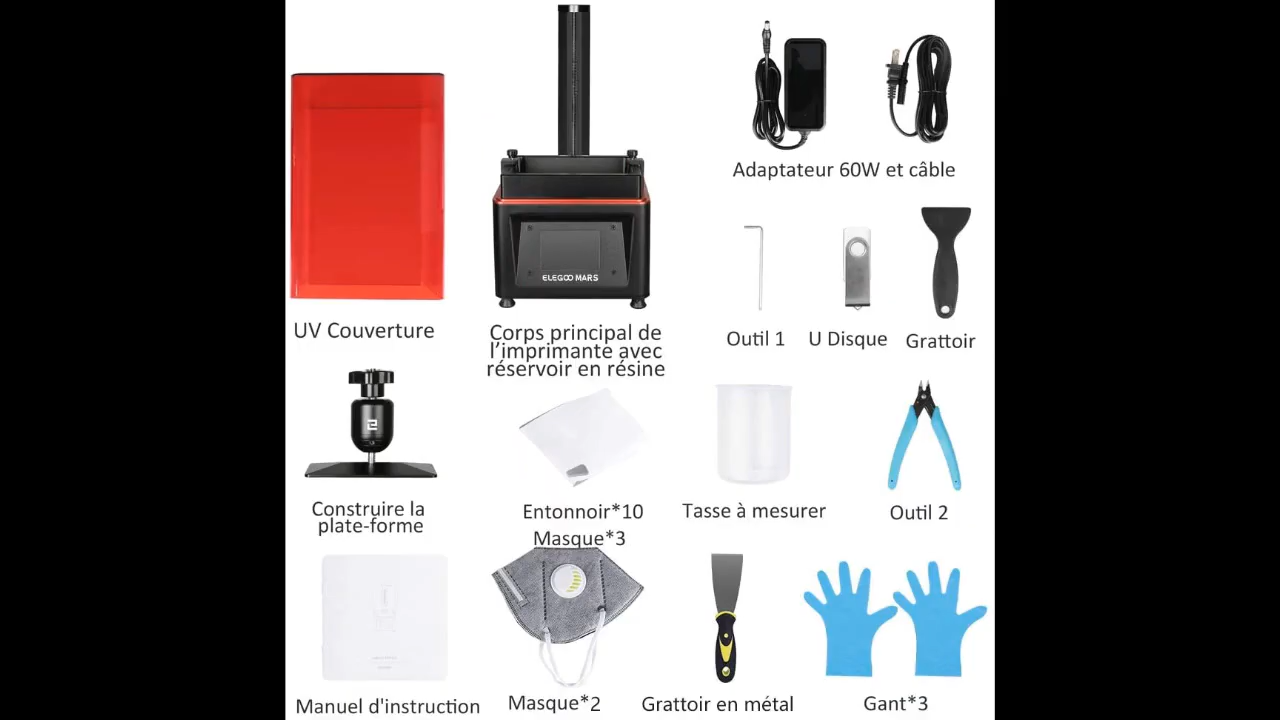 Adaptateur 60W et câble
ELEGOO MARS
UV Couverture
Corps principal de
l’imprimante avec
réservoir en résine
Outil 1
U Disque
Grattoir
Construire la
plate-forme
Entonnoir*10
Tasse à mesurer
Outil 2
Masque*3
Manuel d'instruction
Masque*2
Grattoir en métal
Gant*3